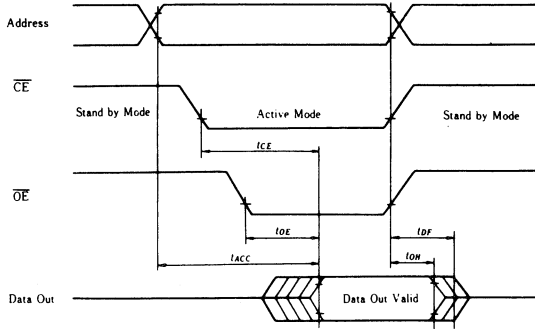 Address
CE
Stand by Mode
Active Mode
Stand by Mode
tCE
OE
tOE
tDF
tACC
tOH
Data Out
Data Out Valid